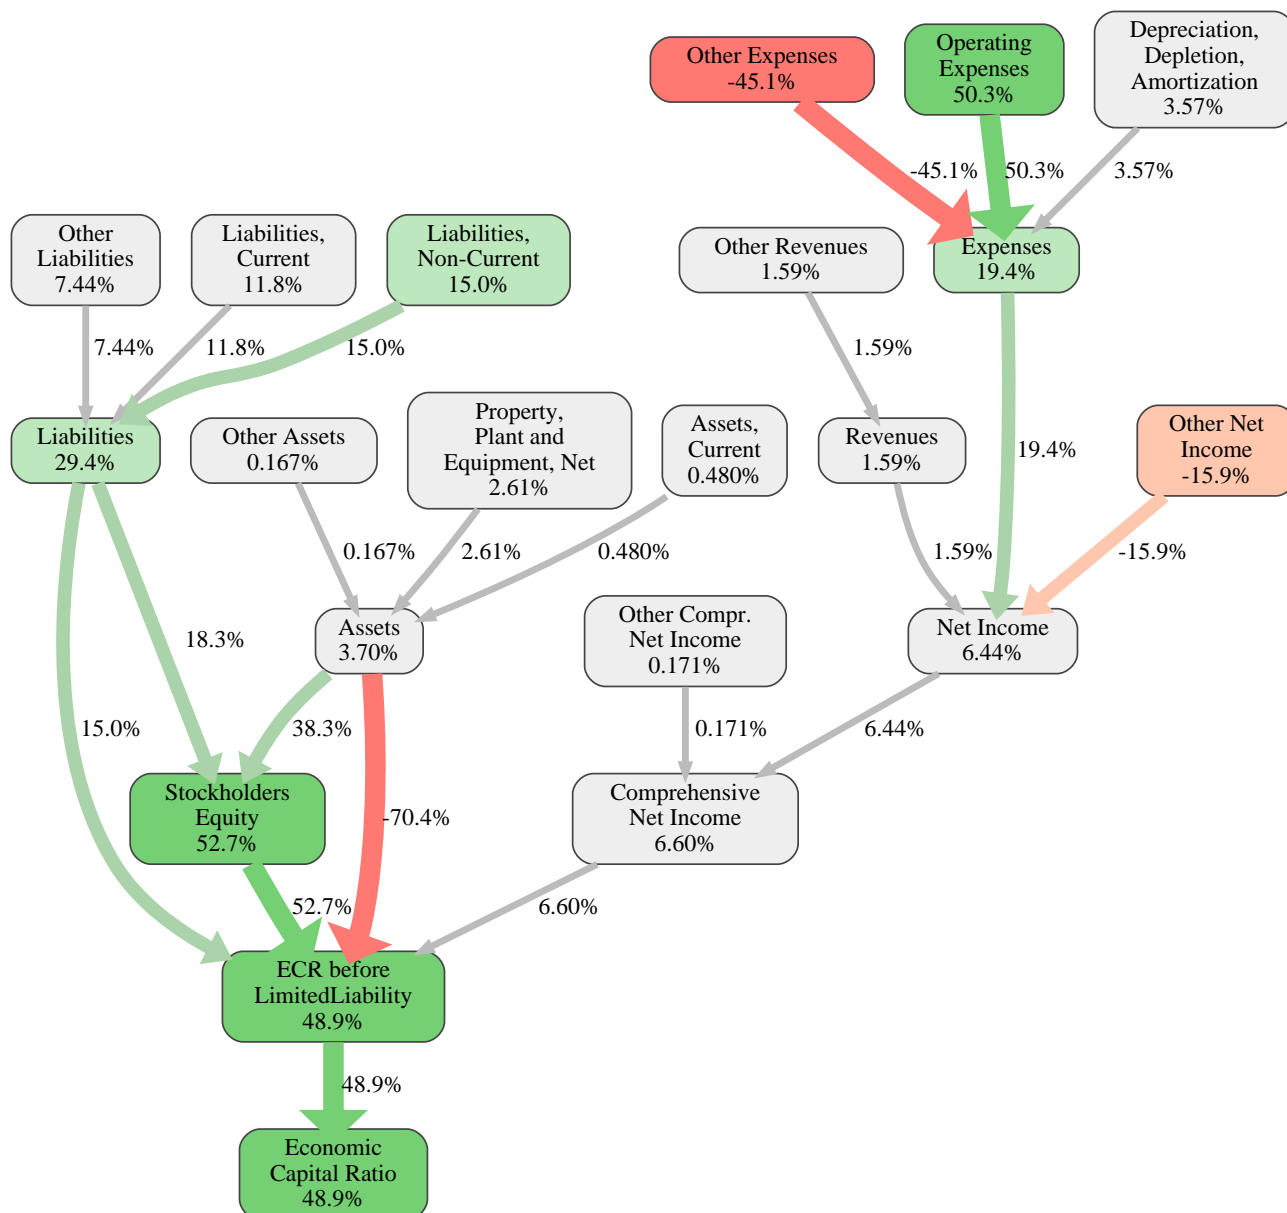 Other Expenses
-45.1%
Operating
Expenses
50.3%
Depreciation,
Depletion,
Amortization
3.57%
-45.1%
50.3%
3.57%
Other
Liabilities
7.44%
Liabilities,
Current
11.8%
Liabilities,
Non-Current
15.0%
Other Revenues
1.59%
Expenses
19.4%
7.44%
11.8%
15.0%
1.59%
Liabilities
29.4%
Other Assets
0.167%
Property,
Plant and
Equipment, Net
2.61%
Assets,
Current
0.480%
Revenues
1.59%
19.4%
Other Net
Income
-15.9%
0.167%
2.61%
0.480%
1.59%
-15.9%
18.3%
Assets
3.70%
Other Compr.
Net Income
0.171%
Net Income
6.44%
15.0%
38.3%
0.171%
6.44%
Stockholders
Equity
52.7%
-70.4%
Comprehensive
Net Income
6.60%
52.7%
6.60%
ECR before
LimitedLiability
48.9%
48.9%
Economic
Capital Ratio
48.9%